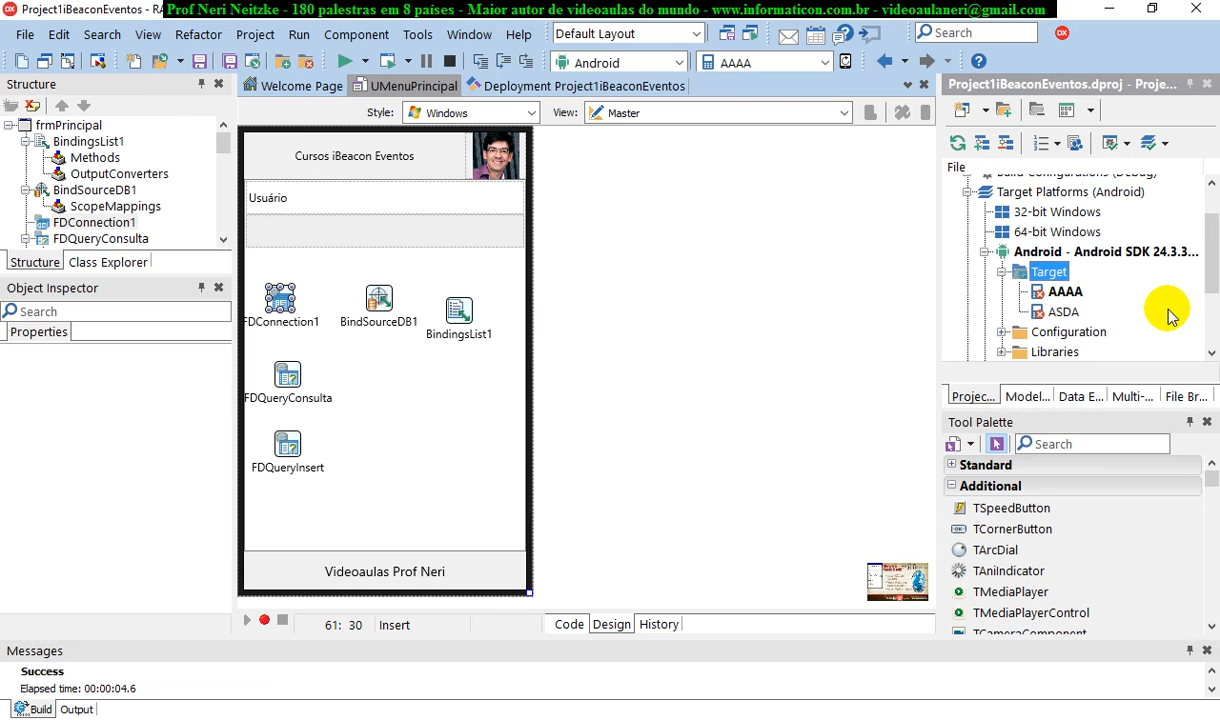 Project1iBeaconEventos - RA
Prof Neri Neitzke - 180 palestras em 8 países - Maior autor de videoaulas do mundo - www.informaticon.com.br - videoaulaneri@gmail.com
File Edit Search View Refactor Project Run Component Tools Window Help
Default Layout
Search
Android
AAAA
Structure
Welcome Page
UMenuPrincipal
Deployment Project1iBeaconEventos
Style:
Windows
View:
Master
frmPrincipal
BindingsList1
Methods
OutputConverters
BindSourceDB1
ScopeMappings
FDConnection1
FDQueryConsulta
Structure
Class Explorer
Object Inspector
Search
Properties
Cursos iBeacon Eventos
Usuário
FDConnection1
BindSourceDB1
BindingsList1
FDQueryConsulta
FDQueryInsert
Videoaulas Prof Neri
61: 30
Insert
Code
Design
History
Project1iBeaconEventos.dproj - Proje...
File
Build Configurations (Debug)
Target Platforms (Android)
32-bit Windows
64-bit Windows
Android - Android SDK 24.3.3...
Target
AAAA
ASDA
Configuration
Libraries
Projec...
Model...
Data E...
Multi-...
File Br...
Tool Palette
Search
Standard
Additional
TSpeedButton
TCornerButton
TArcDial
TAniIndicator
TMediaPlayer
TMediaPlayerControl
TCameraComponent
Messages
Success
Elapsed time: 00:00:04.6
Build
Output